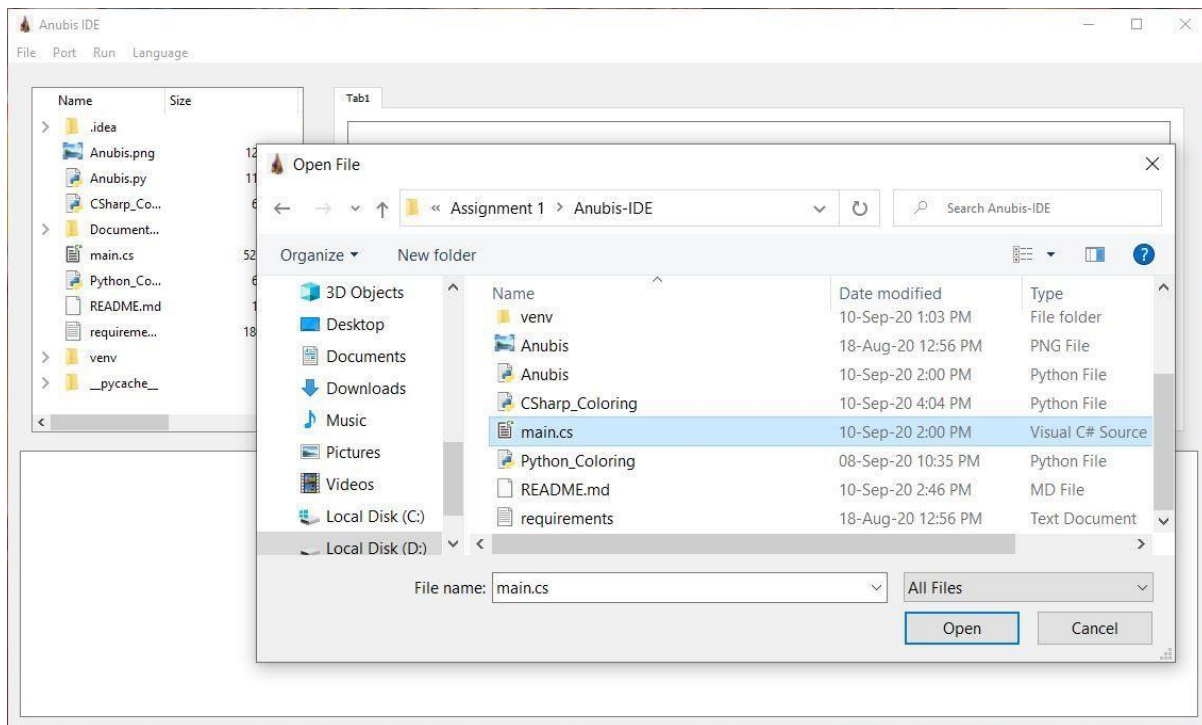 Anubis IDE
File Port Run Language
Name Size
.idea
Anubis.png 12
Anubis.py 11
CSharp_Co... 6
Document...
main.cs 52
Python_Co... 6
README.md 1
requireme... 18
venv
__pycache__
Tab1
Open File
« Assignment 1 > Anubis-IDE
Search Anubis-IDE
Organize New folder
3D Objects
Desktop
Documents
Downloads
Music
Pictures
Videos
Local Disk (C:)
Local Disk (D:)
Name Date modified Type
venv 10-Sep-20 1:03 PM File folder
Anubis 18-Aug-20 12:56 PM PNG File
Anubis 10-Sep-20 2:00 PM Python File
CSharp_Coloring 10-Sep-20 4:04 PM Python File
main.cs 10-Sep-20 2:00 PM Visual C# Source
Python_Coloring 08-Sep-20 10:35 PM Python File
README.md 10-Sep-20 2:46 PM MD File
requirements 18-Aug-20 12:56 PM Text Document
File name: main.cs All Files
Open Cancel